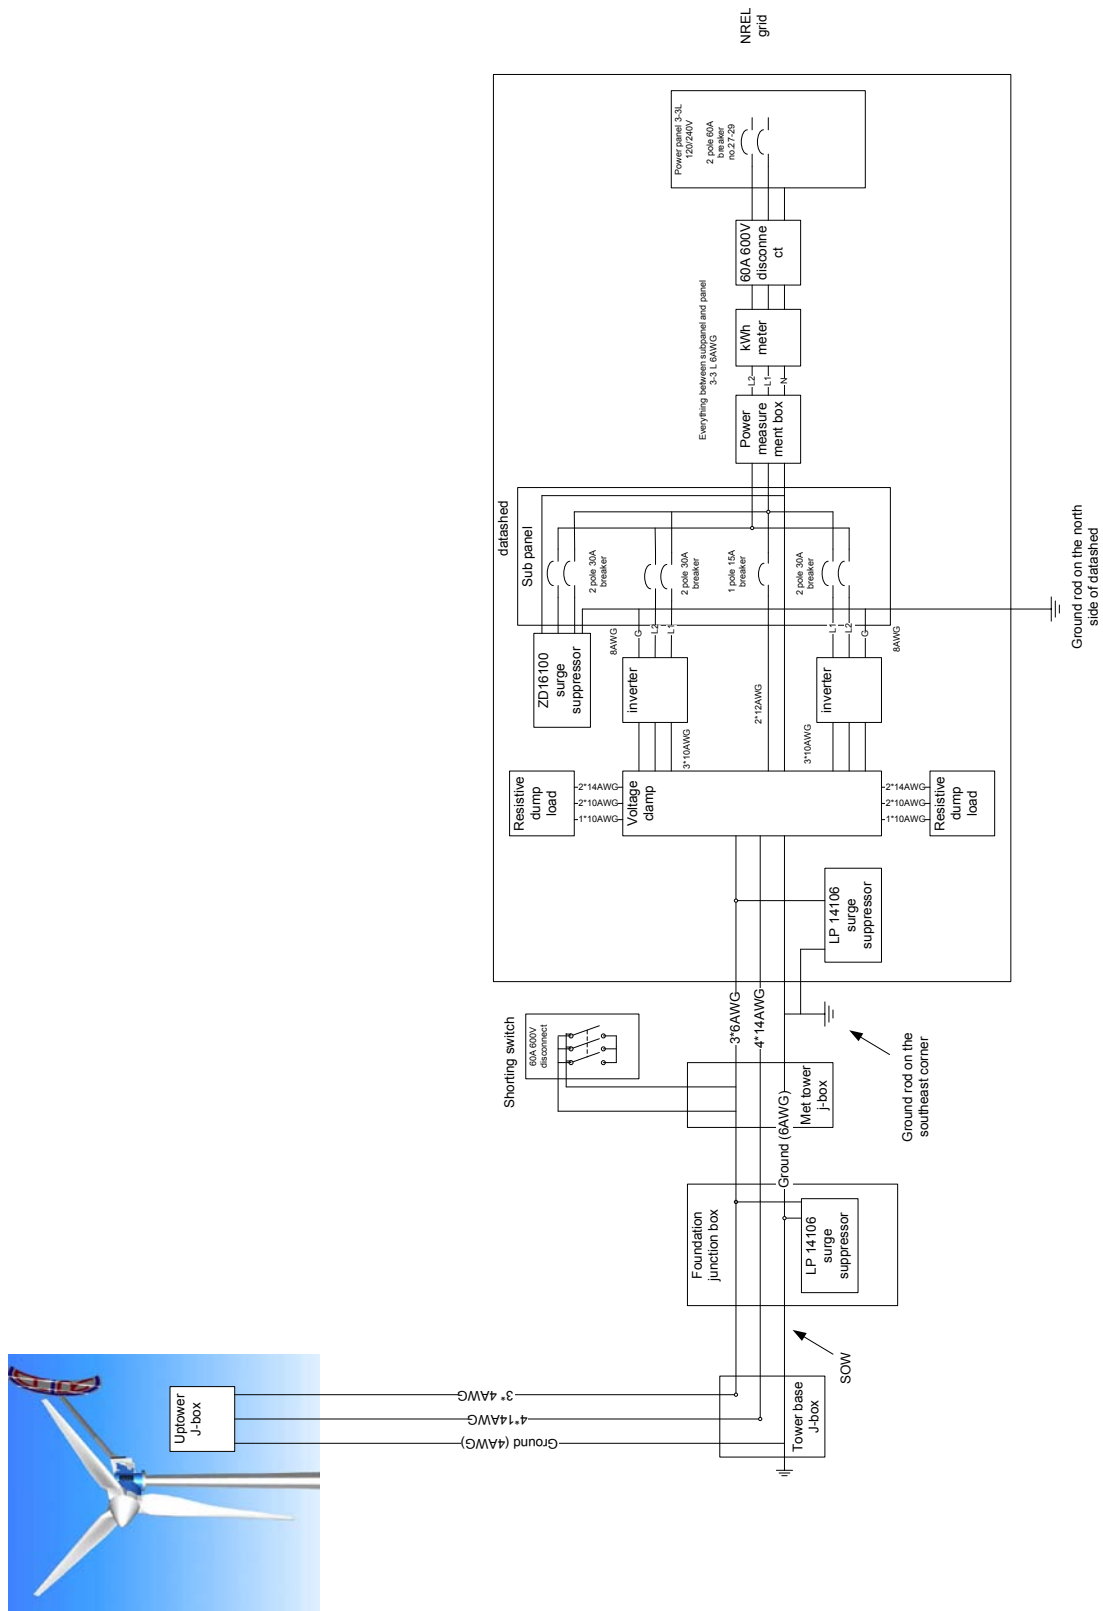 NREL
grid
Power panel 3-3L
120/240V
2 pole 60A
breaker
no.27-29
60A 600V
disconne
ct
Everything between subpanel and panel
3-3 L 6AWG
kWh
meter
L2
L1
N
Power
measure
ment box
datashed
Sub panel
2 pole 30A
breaker
2 pole 30A
breaker
1 pole 15A
breaker
2 pole 30A
breaker
Ground rod on the north
side of datashed
ZD16100
surge
suppressor
8AWG
G
L2
L1
L1
L2
G
8AWG
inverter
inverter
3*10AWG
2*12AWG
3*10AWG
Resistive
dump
load
2*14AWG
2*10AWG
1*10AWG
Voltage
clamp
2*14AWG
2*10AWG
1*10AWG
Resistive
dump
load
LP 14106
surge
suppressor
Shorting switch
60A 600V
disconnect
3*6AWG
4*14AWG
Ground (6AWG)
Met tower
j-box
Ground rod on the
southeast corner
Foundation
junction box
LP 14106
surge
suppressor
SOW
Uptower
J-box
3* 4AWG
4*14AWG
Ground (4AWG)
Tower base
J-box